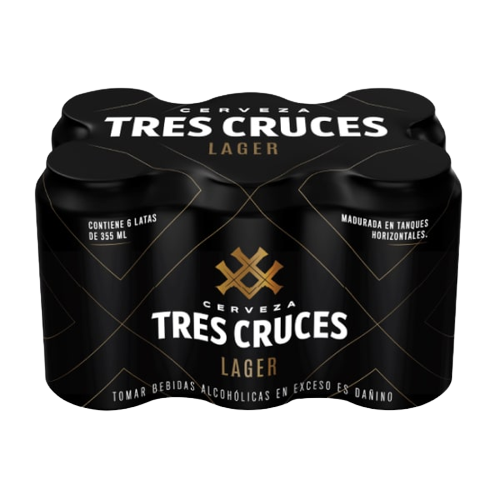 CERVEZA
TRES CRUCES
LAGER
CONTIENE 6 LATAS
DE 355 ML
MADURADA EN TANQUES
HORIZONTALES.
CERVEZA
TRES CRUCES
LAGER
TOMAR BEBIDAS ALCOHÓLICAS EN EXCESO ES DAÑINO